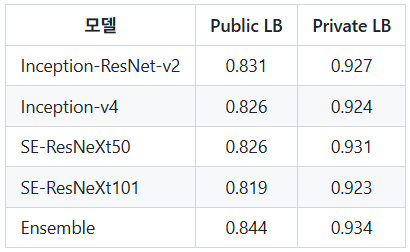 모델 Public LB Private LB
Inception-ResNet-v2 0.831 0.927
Inception-v4 0.826 0.924
SE-ResNeXt50 0.826 0.931
SE-ResNeXt101 0.819 0.923
Ensemble 0.844 0.934